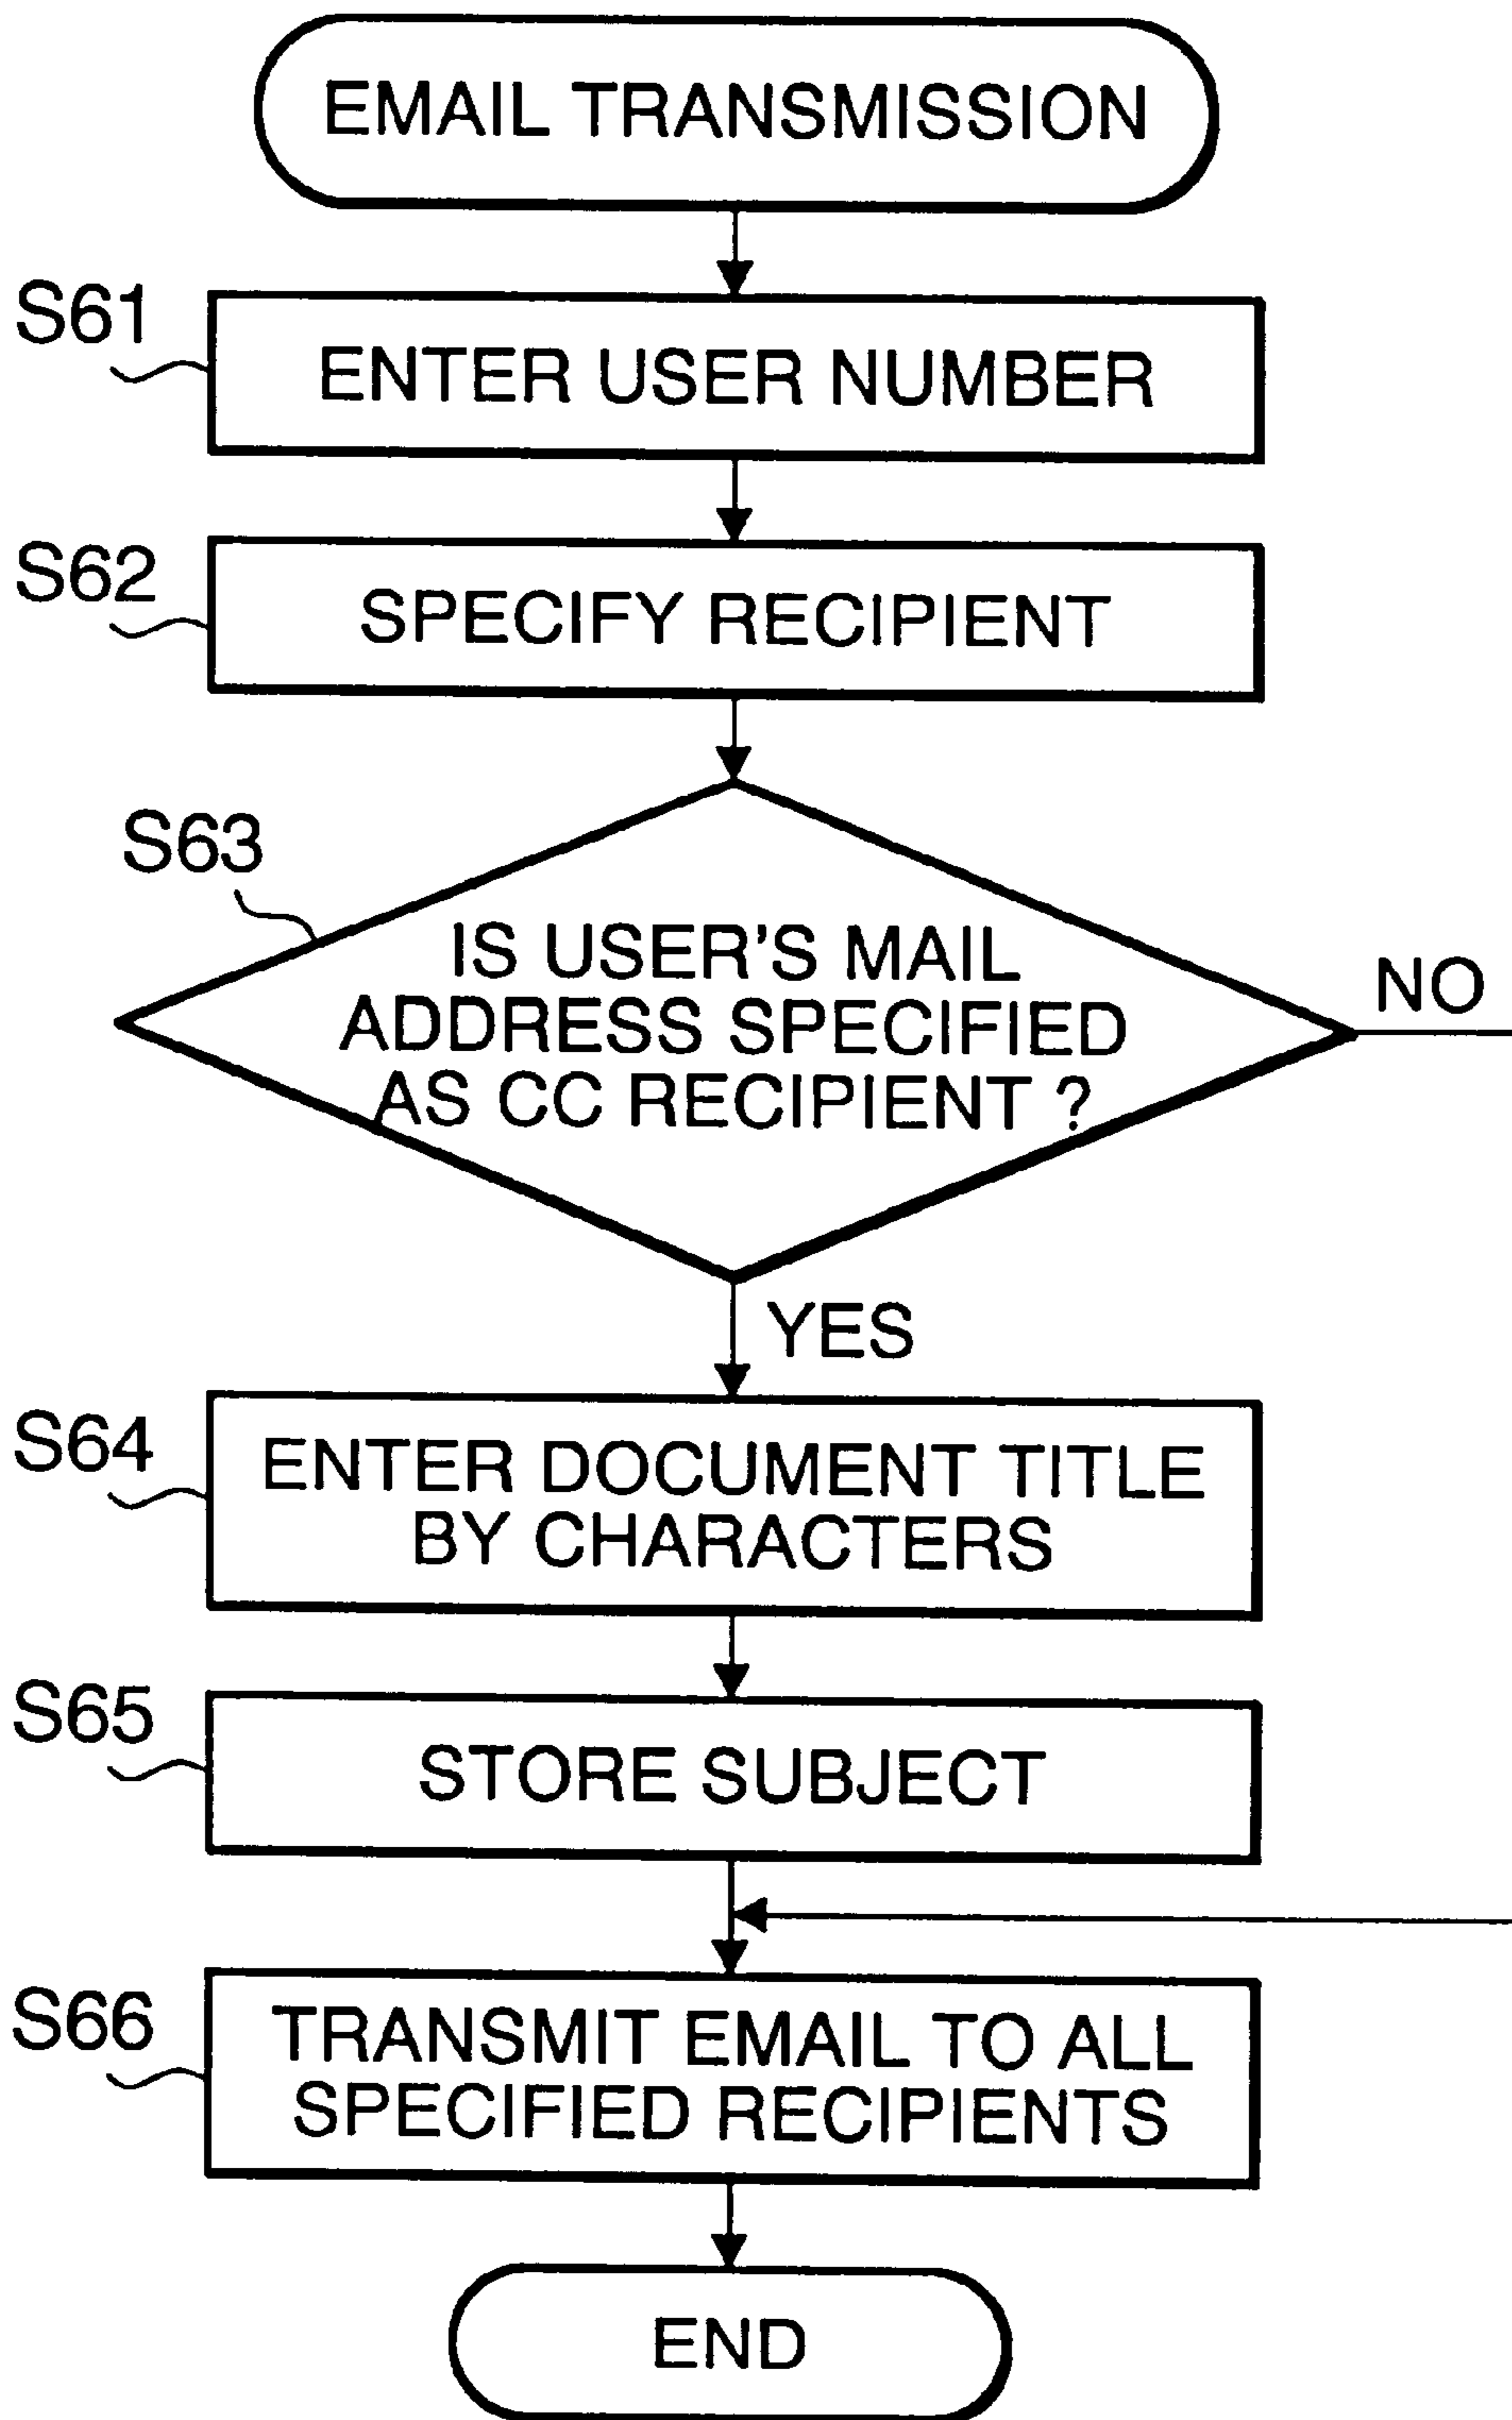 EMAIL TRANSMISSION
S61
ENTER USER NUMBER
S62
SPECIFY RECIPIENT
S63
IS USER'S MAIL
ADDRESS SPECIFIED
AS CC RECIPIENT ?
NO
YES
S64
ENTER DOCUMENT TITLE
BY CHARACTERS
S65
STORE SUBJECT
S66
TRANSMIT EMAIL TO ALL
SPECIFIED RECIPIENTS
END